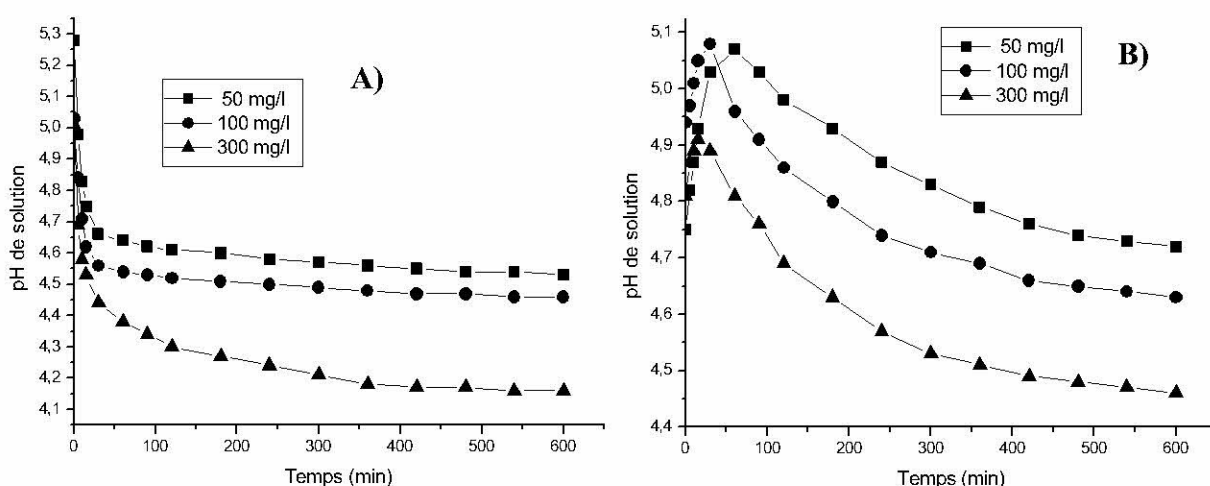 A)
50 mg/l
100 mg/l
300 mg/l
pH de solution
5,3
5,2
5,1
5,0
4,9
4,8
4,7
4,6
4,5
4,4
4,3
4,2
4,1
0 100 200 300 400 500 600
Temps (min)
B)
50 mg/l
100 mg/l
300 mg/l
pH de solution
5,1
5,0
4,9
4,8
4,7
4,6
4,5
4,4
0 100 200 300 400 500 600
Temps (min)